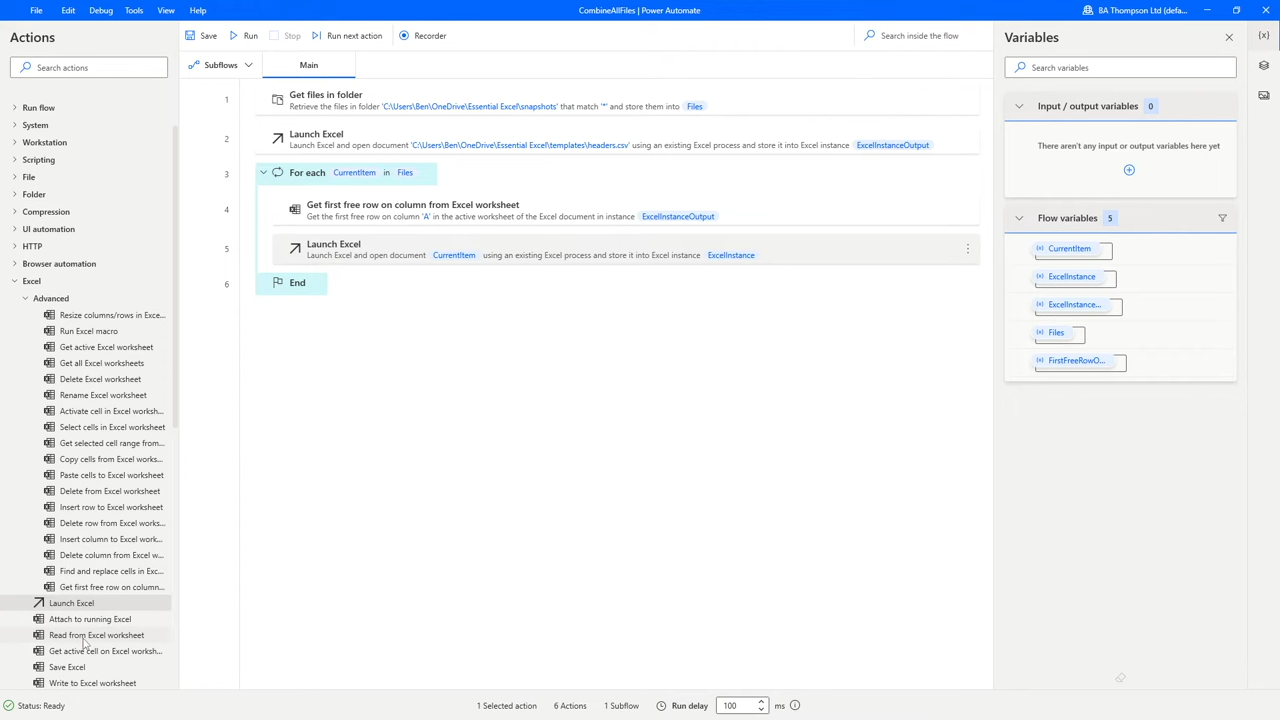 File Edit Debug Tools View Help
CombineAllFiles | Power Automate
BA Thompson Ltd (defa...
Actions
Search actions
Run flow
System
Workstation
Scripting
File
Folder
Compression
UI automation
HTTP
Browser automation
Excel
Advanced
Resize columns/rows in Exce...
Run Excel macro
Get active Excel worksheet
Get all Excel worksheets
Delete Excel worksheet
Rename Excel worksheet
Activate cell in Excel worksh...
Select cells in Excel worksheet
Get selected cell range from...
Copy cells from Excel works...
Paste cells to Excel worksheet
Delete from Excel worksheet
Insert row to Excel worksheet
Delete row from Excel works...
Insert column to Excel work...
Delete column from Excel w...
Find and replace cells in Exc...
Get first free row on column...
Launch Excel
Attach to running Excel
Read from Excel worksheet
Get active cell on Excel worksh...
Save Excel
Write to Excel worksheet
Save Run Stop Run next action Recorder
Search inside the flow
Subflows Main
1 Get files in folder
Retrieve the files in folder 'C:\Users\Ben\OneDrive\Essential Excel\snapshots' that match '*' and store them into Files
2 Launch Excel
Launch Excel and open document 'C:\Users\Ben\OneDrive\Essential Excel\templates\headers.csv' using an existing Excel process and store it into Excel instance ExcelInstanceOutput
3 For each CurrentItem in Files
4 Get first free row on column from Excel worksheet
Get the first free row on column 'A' in the active worksheet of the Excel document in instance ExcelInstanceOutput
5 Launch Excel
Launch Excel and open document CurrentItem using an existing Excel process and store it into Excel instance ExcelInstance
6 End
Variables
Search variables
Input / output variables 0
There aren't any input or output variables here yet
Flow variables 5
CurrentItem
ExcelInstance
ExcelInstance...
Files
FirstFreeRowO...
{x}
Status: Ready
1 Selected action 6 Actions 1 Subflow Run delay 100 ms